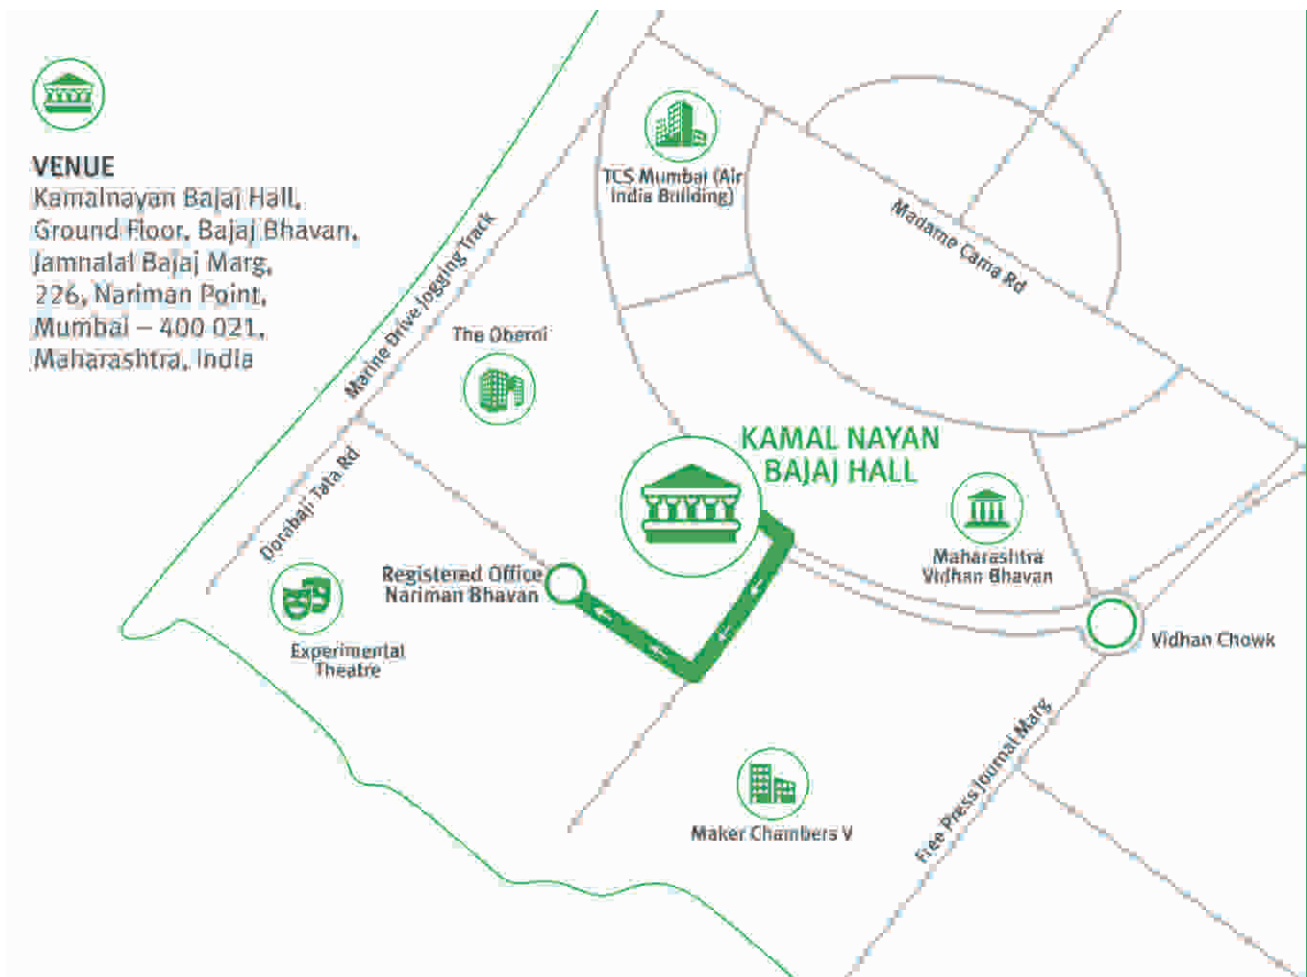 VENUE
Kamalnayan Bajaj Hall,
Ground Floor, Bajaj Bhavan,
Jamnalal Bajaj Marg,
226, Nariman Point,
Mumbai – 400 021,
Maharashtra, India
TCS Mumbai (Air
India Building)
Madame Cama Rd
Marine Drive Jogging Track
The Oberoi
KAMAL NAYAN
BAJAJ HALL
Dorabaji Tata Rd
Maharashtra
Vidhan Bhavan
Registered Office
Nariman Bhavan
Vidhan Chowk
Experimental
Theatre
Free Press Journal Marg
Maker Chambers V